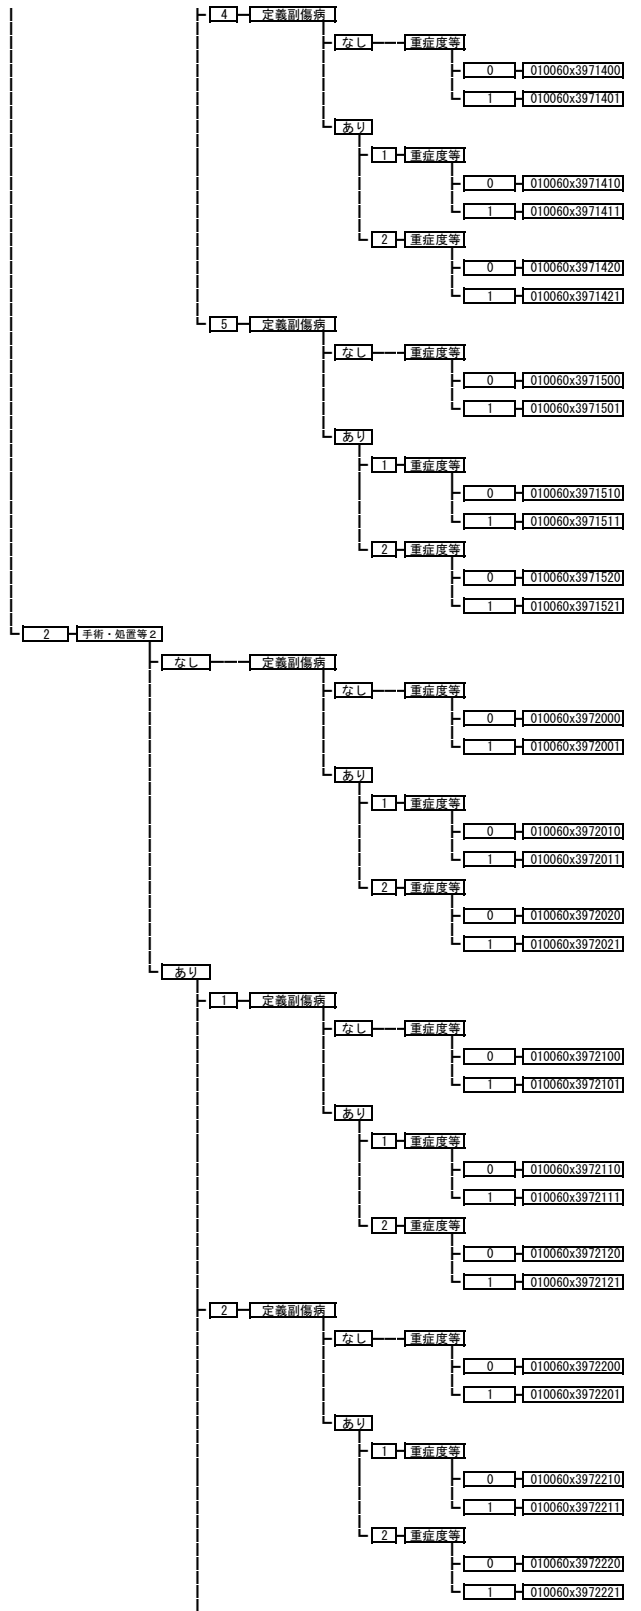 4 定義副傷病
なし 重症度等
0 010060x3971400
1 010060x3971401
あり
1 重症度等
0 010060x3971410
1 010060x3971411
2 重症度等
0 010060x3971420
1 010060x3971421
5 定義副傷病
なし 重症度等
0 010060x3971500
1 010060x3971501
あり
1 重症度等
0 010060x3971510
1 010060x3971511
2 重症度等
0 010060x3971520
1 010060x3971521
2 手術・処置等2
なし 定義副傷病
なし 重症度等
0 010060x3972000
1 010060x3972001
あり
1 重症度等
0 010060x3972010
1 010060x3972011
2 重症度等
0 010060x3972020
1 010060x3972021
あり
1 定義副傷病
なし 重症度等
0 010060x3972100
1 010060x3972101
あり
1 重症度等
0 010060x3972110
1 010060x3972111
2 重症度等
0 010060x3972120
1 010060x3972121
2 定義副傷病
なし 重症度等
0 010060x3972200
1 010060x3972201
あり
1 重症度等
0 010060x3972210
1 010060x3972211
2 重症度等
0 010060x3972220
1 010060x3972221